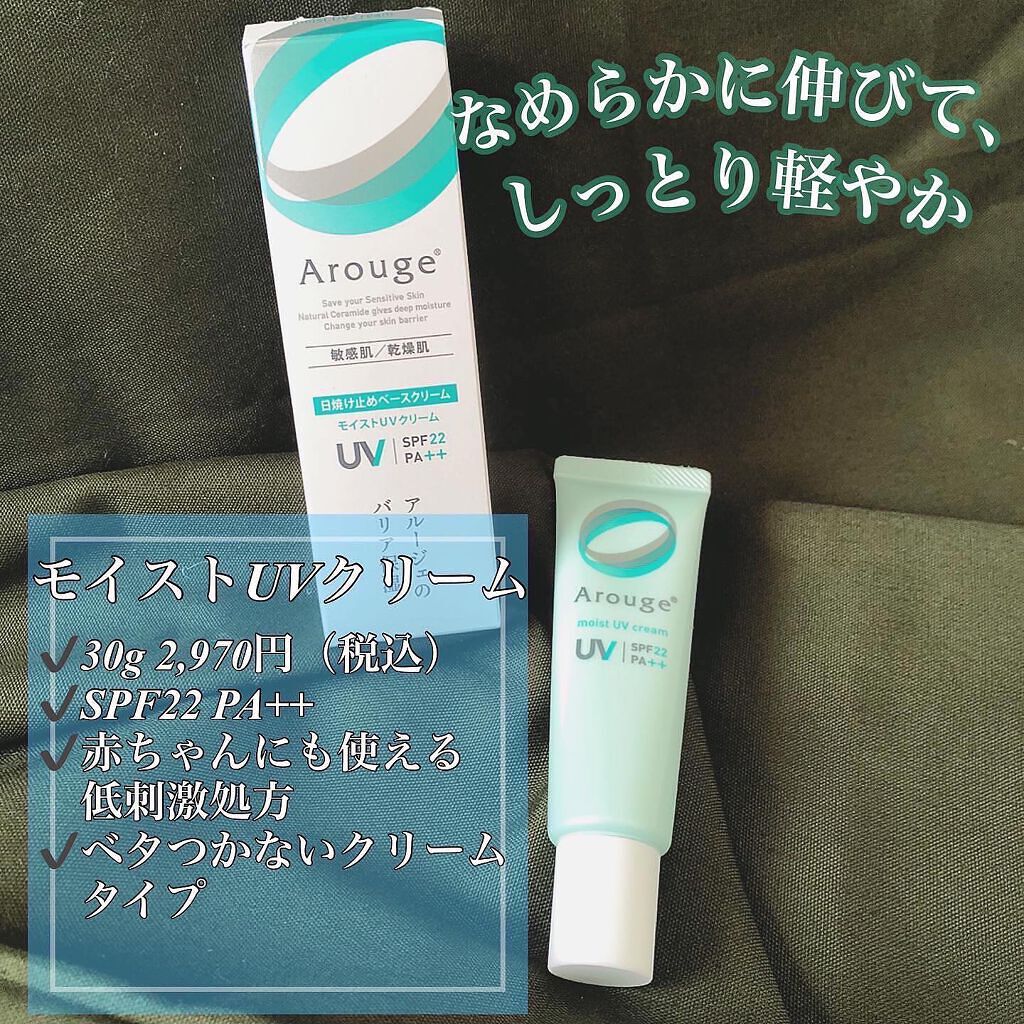 moist UV cream
なめらかに伸びて、
しっとり軽やか
Arouge®
Save your Sensitive Skin
Natural Ceramide gives deep moisture
Change your skin barrier
敏感肌／乾燥肌
日焼け止めベースクリーム
モイストUVクリーム
UV SPF22
PA++
アルージェの
バリア
モイストUVクリーム
✓30g 2,970円（税込）
✓SPF22 PA++
✓赤ちゃんにも使える
低刺激処方
✓ベタつかないクリーム
タイプ
Arouge®
moist UV cream
UV SPF22
PA++